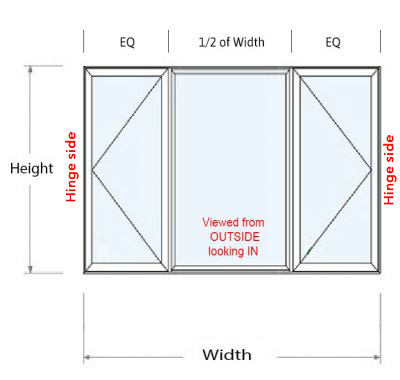 EQ 1/2 of Width EQ
Hinge side
Height
Hinge side
Viewed from
OUTSIDE
looking IN
Width